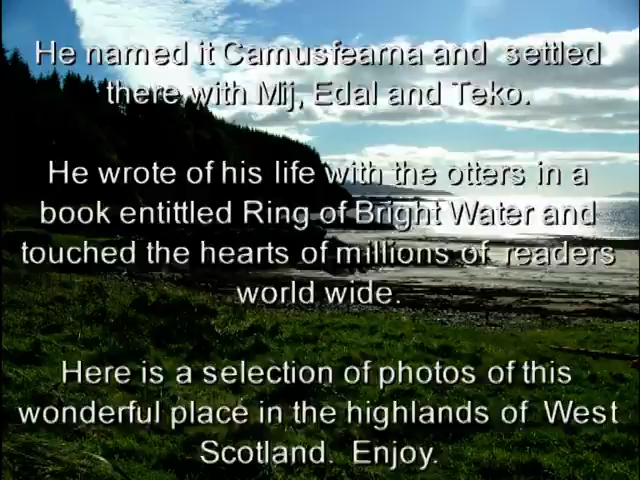 He named it Camusfearna and settled
there with Mij, Edal and Teko.
He wrote of his life with the otters in a
book entittled Ring of Bright Water and
touched the hearts of millions of readers
world wide.
Here is a selection of photos of this
wonderful place in the highlands of West
Scotland. Enjoy.